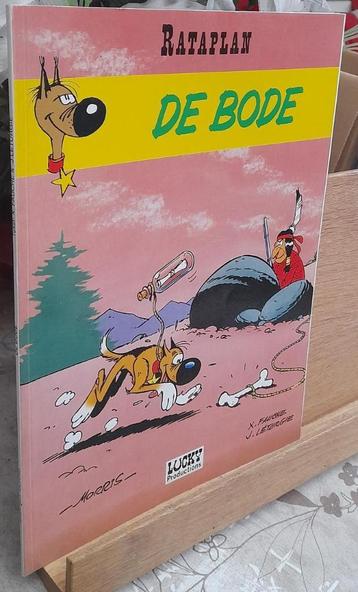 RATAPLAN
DE BODE
X. FAUCHE
J. LÉTURGIE
-MORRIS-
LUCKY
Productions